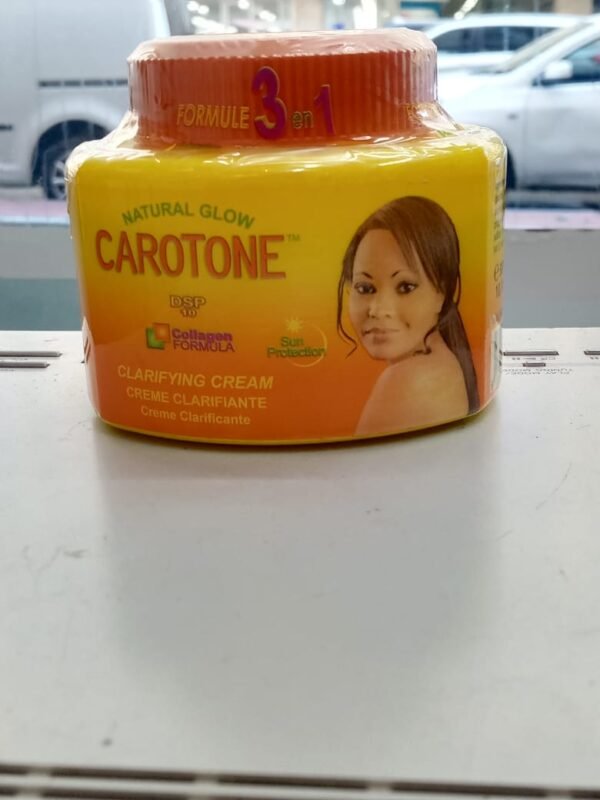 FORMULE 3 en 1
NATURAL GLOW
CAROTONE™
DSP
10
Collagen
FORMULA
Sun
Protection
CLARIFYING CREAM
CREME CLARIFIANTE
Creme Clarificante